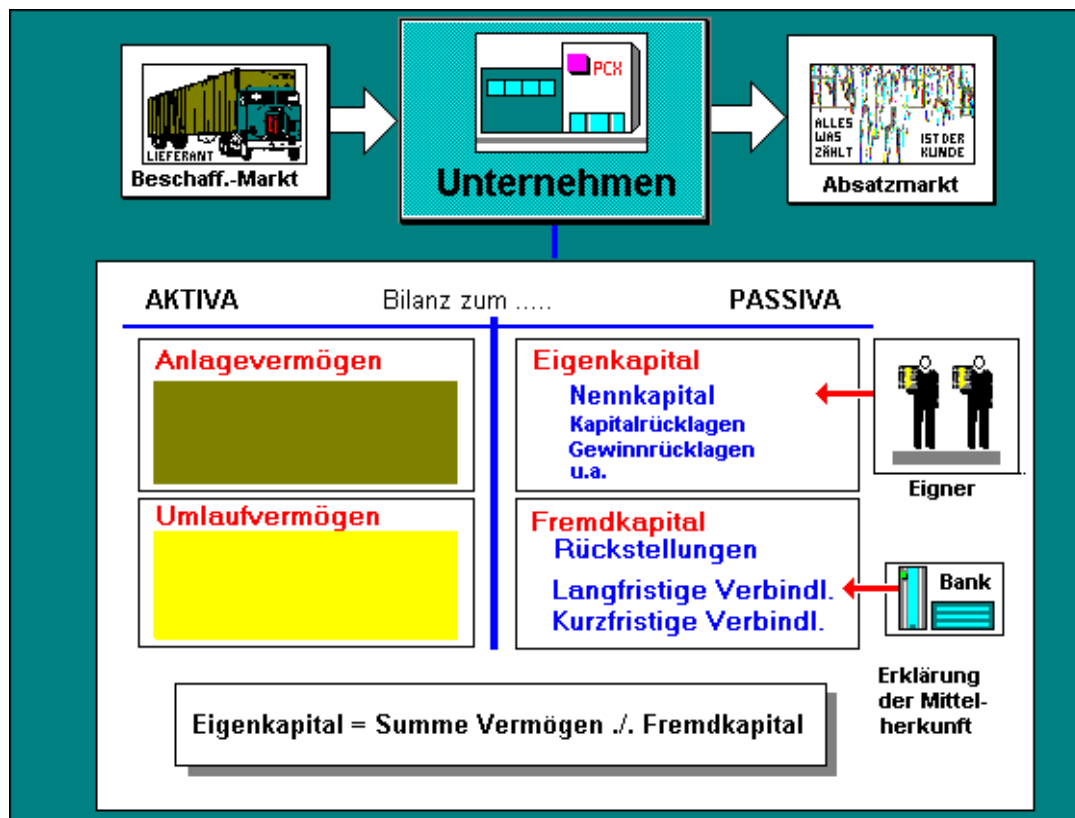 LIEFERANT
Beschaff.-Markt
PCX
Unternehmen
ALLES
WAS
ZÄHLT
IST DER
KUNDE
Absatzmarkt
AKTIVA
Bilanz zum .....
PASSIVA
Anlagevermögen
Umlaufvermögen
Eigenkapital
Nennkapital
Kapitalrücklagen
Gewinnrücklagen
u.a.
Eigner
Fremdkapital
Rückstellungen
Langfristige Verbindl.
Kurzfristige Verbindl.
Bank
Erklärung
der Mittel-
herkunft
Eigenkapital = Summe Vermögen ./. Fremdkapital